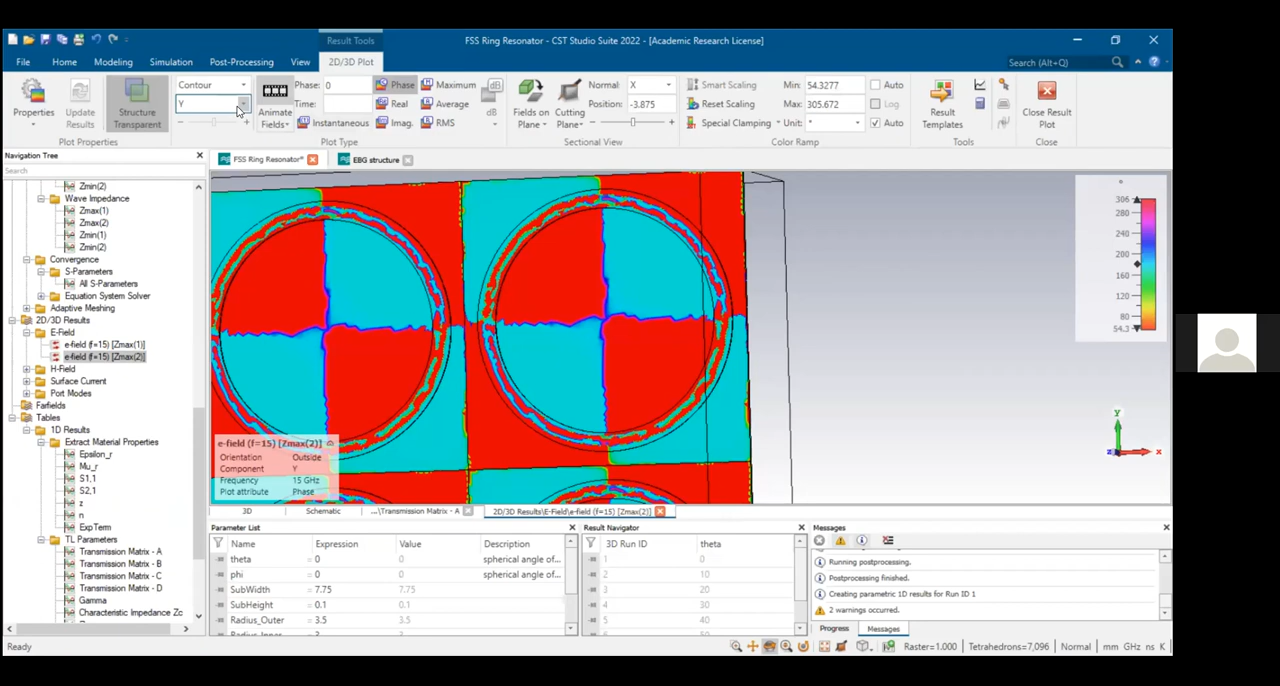 Result Tools
FSS Ring Resonator - CST Studio Suite 2022 - [Academic Research License]
File Home Modeling Simulation Post-Processing View 2D/3D Plot
Search (Alt+Q)
Contour
Y
Properties
Update Results
Structure Transparent
Plot Properties
Animate Fields
Phase: 0
Time:
Instantaneous
Phase Maximum
Real Average
Imag. RMS
dB
dB
Plot Type
Fields on Plane
Cutting Plane
Normal: X
Position: -3.875
Sectional View
Smart Scaling
Reset Scaling
Special Clamping
Min: 54.3277 Auto
Max: 305.672 Log
Unit: ° Auto
Color Ramp
Result Templates
Tools
Close Result Plot
Close
Navigation Tree
Search
FSS Ring Resonator*
EBG structure
Zmin(2)
Wave Impedance
Zmax(1)
Zmax(2)
Zmin(1)
Zmin(2)
Convergence
S-Parameters
All S-Parameters
Equation System Solver
Adaptive Meshing
2D/3D Results
E-Field
e-field (f=15) [Zmax(1)]
e-field (f=15) [Zmax(2)]
H-Field
Surface Current
Port Modes
Farfields
Tables
1D Results
Extract Material Properties
Epsilon_r
Mu_r
S1,1
S2,1
z
n
ExpTerm
TL Parameters
Transmission Matrix - A
Transmission Matrix - B
Transmission Matrix - C
Transmission Matrix - D
Gamma
Characteristic Impedance Zc
°
306
280
240
200
160
120
80
54.3
y
x
z
e-field (f=15) [Zmax(2)]
Orientation Outside
Component Y
Frequency 15 GHz
Plot attribute Phase
3D Schematic ...\Transmission Matrix - A 2D/3D Results\E-Field\e-field (f=15) [Zmax(2)]
Parameter List
Name Expression Value Description
theta = 0 0 spherical angle of...
phi = 0 0 spherical angle of...
SubWidth = 7.75 7.75
SubHeight = 0.1 0.1
Radius_Outer = 3.5 3.5
Result Navigator
3D Run ID theta
1 0
2 10
3 20
4 30
5 40
Messages
Running postprocessing.
Postprocessing finished.
Creating parametric 1D results for Run ID 1
2 warnings occurred.
Progress Messages
Ready
Raster=1.000 Tetrahedrons=7,096 Normal mm GHz ns K